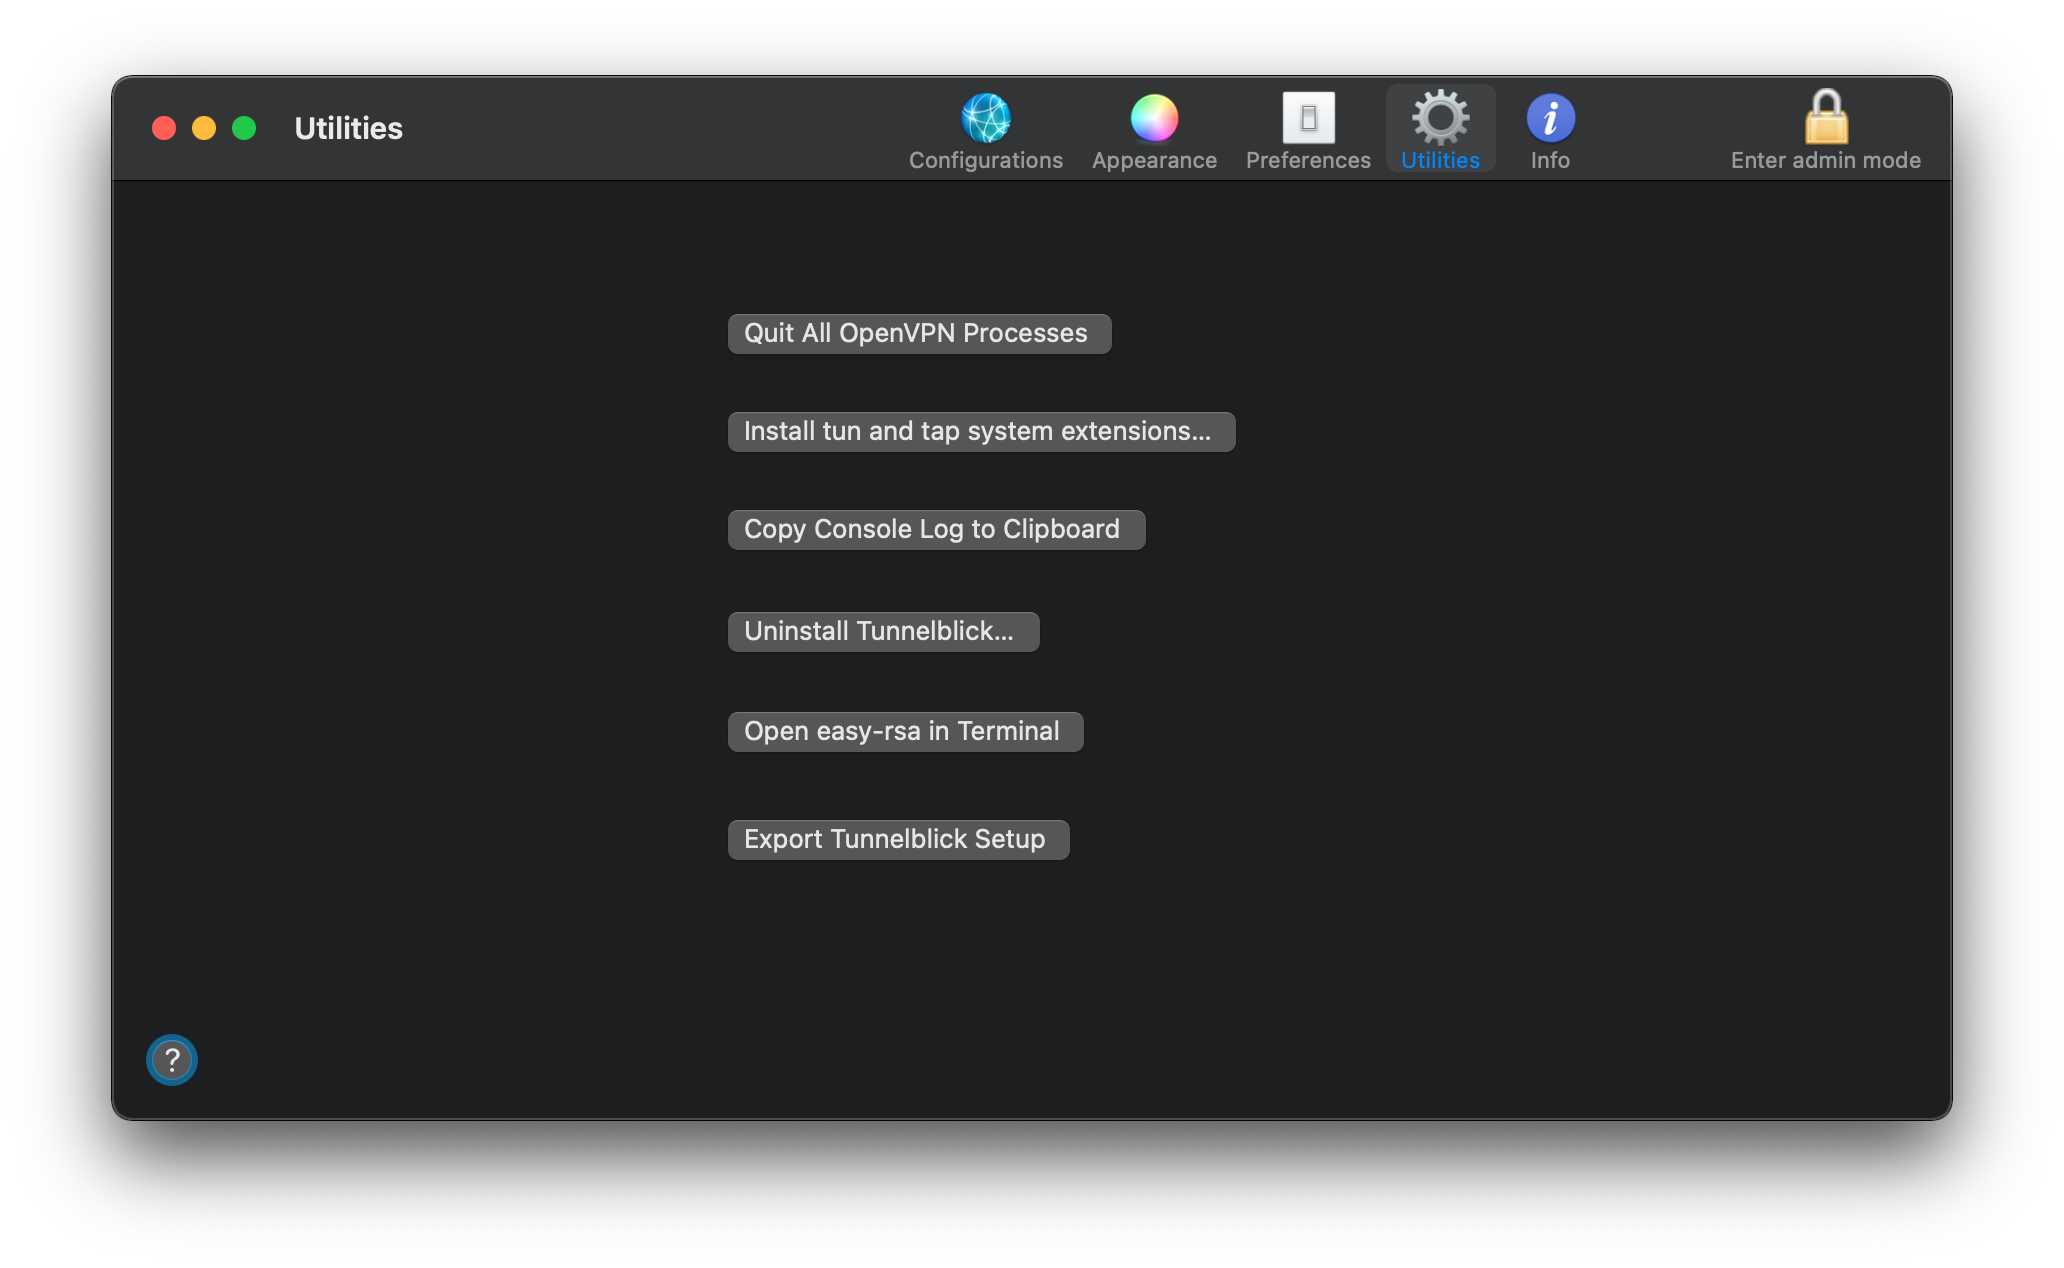 Utilities
Configurations
Appearance
Preferences
Utilities
Info
Enter admin mode
Quit All OpenVPN Processes
Install tun and tap system extensions...
Copy Console Log to Clipboard
Uninstall Tunnelblick...
Open easy-rsa in Terminal
Export Tunnelblick Setup
?